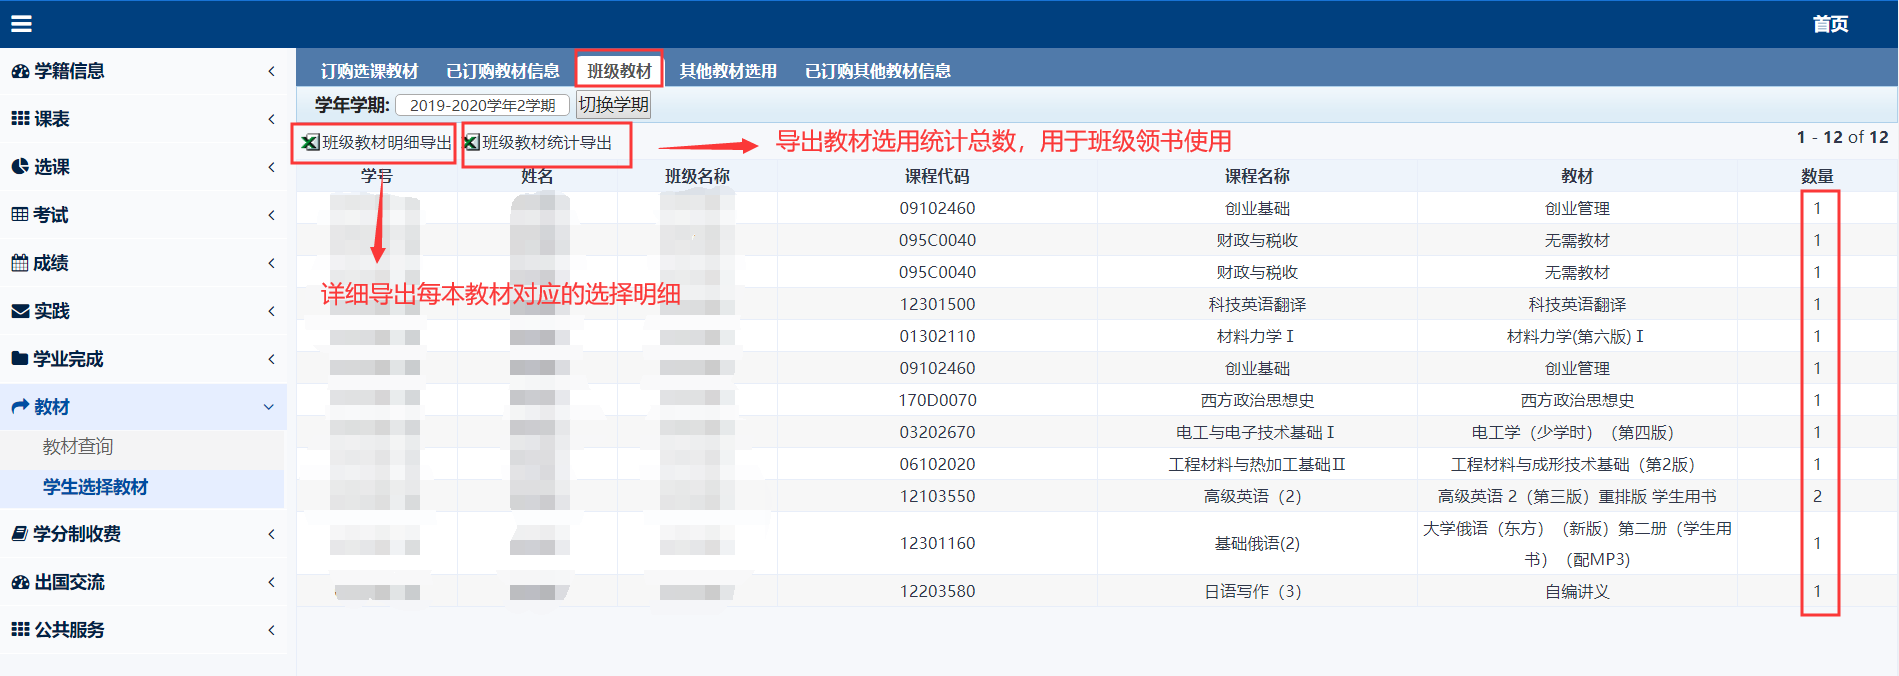 首页
学籍信息
课表
选课
考试
成绩
实践
学业完成
教材
教材查询
学生选择教材
学分制收费
出国交流
公共服务
订购选课教材 已订购教材信息 班级教材 其他教材选用 已订购其他教材信息
学年学期: 2019-2020学年2学期 切换学期
班级教材明细导出 班级教材统计导出 导出教材选用统计总数，用于班级领书使用 1 - 12 of 12
学号 姓名 班级名称 课程代码 课程名称 教材 数量
09102460 创业基础 创业管理 1
095C0040 财政与税收 无需教材 1
095C0040 财政与税收 无需教材 1
详细导出每本教材对应的选择明细
12301500 科技英语翻译 科技英语翻译 1
01302110 材料力学 I 材料力学(第六版) I 1
09102460 创业基础 创业管理 1
170D0070 西方政治思想史 西方政治思想史 1
03202670 电工与电子技术基础 I 电工学（少学时）（第四版） 1
06102020 工程材料与热加工基础Ⅱ 工程材料与成形技术基础（第2版） 1
12103550 高级英语（2） 高级英语 2（第三版）重排版 学生用书 2
12301160 基础俄语(2) 大学俄语（东方）（新版）第二册（学生用
书）（配MP3) 1
12203580 日语写作（3） 自编讲义 1